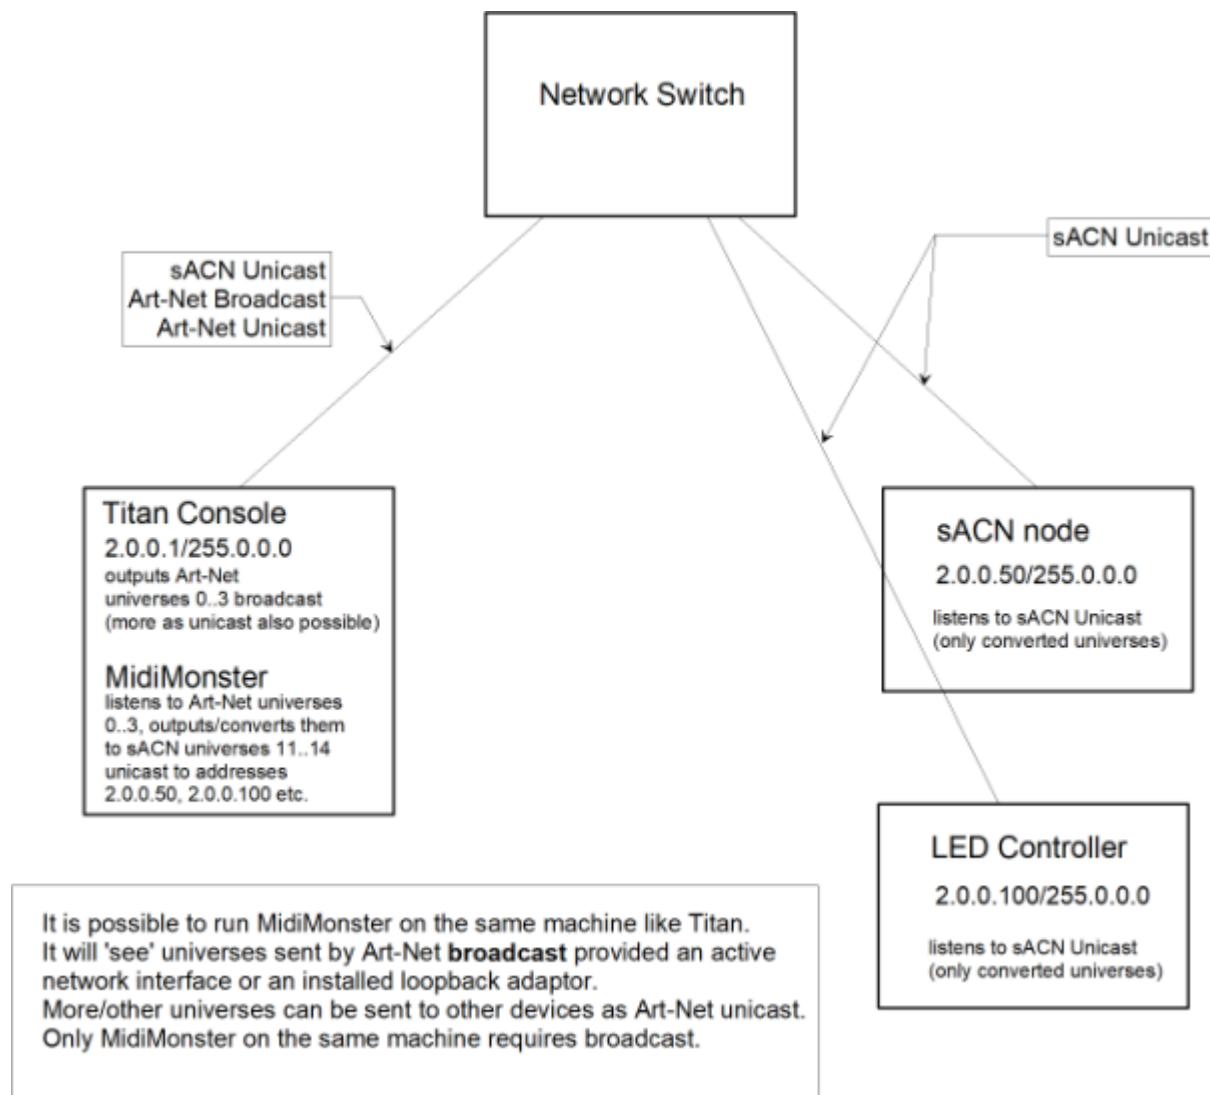 Network Switch
sACN Unicast
Art-Net Broadcast
Art-Net Unicast
sACN Unicast
Titan Console
2.0.0.1/255.0.0.0
outputs Art-Net
universes 0..3 broadcast
(more as unicast also possible)
MidiMonster
listens to Art-Net universes
0..3, outputs/converts them
to sACN universes 11..14
unicast to addresses
2.0.0.50, 2.0.0.100 etc.
sACN node
2.0.0.50/255.0.0.0
listens to sACN Unicast
(only converted universes)
LED Controller
2.0.0.100/255.0.0.0
listens to sACN Unicast
(only converted universes)
It is possible to run MidiMonster on the same machine like Titan.
It will 'see' universes sent by Art-Net broadcast provided an active
network interface or an installed loopback adaptor.
More/other universes can be sent to other devices as Art-Net unicast.
Only MidiMonster on the same machine requires broadcast.